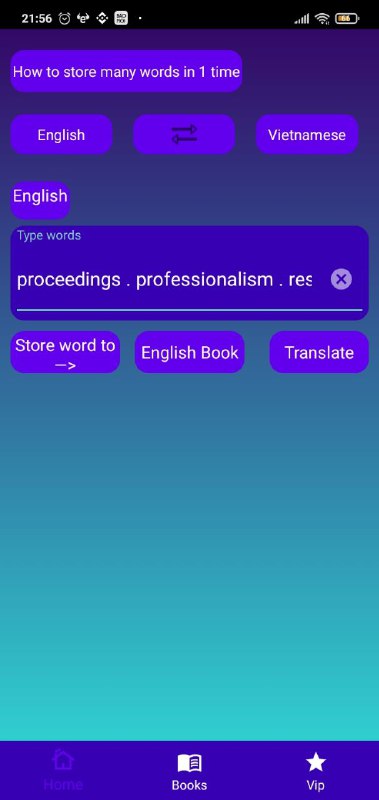 21:56
66
How to store many words in 1 time
English
Vietnamese
English
Type words
proceedings . professionalism . res
Store word to
—>
English Book
Translate
Home
Books
Vip